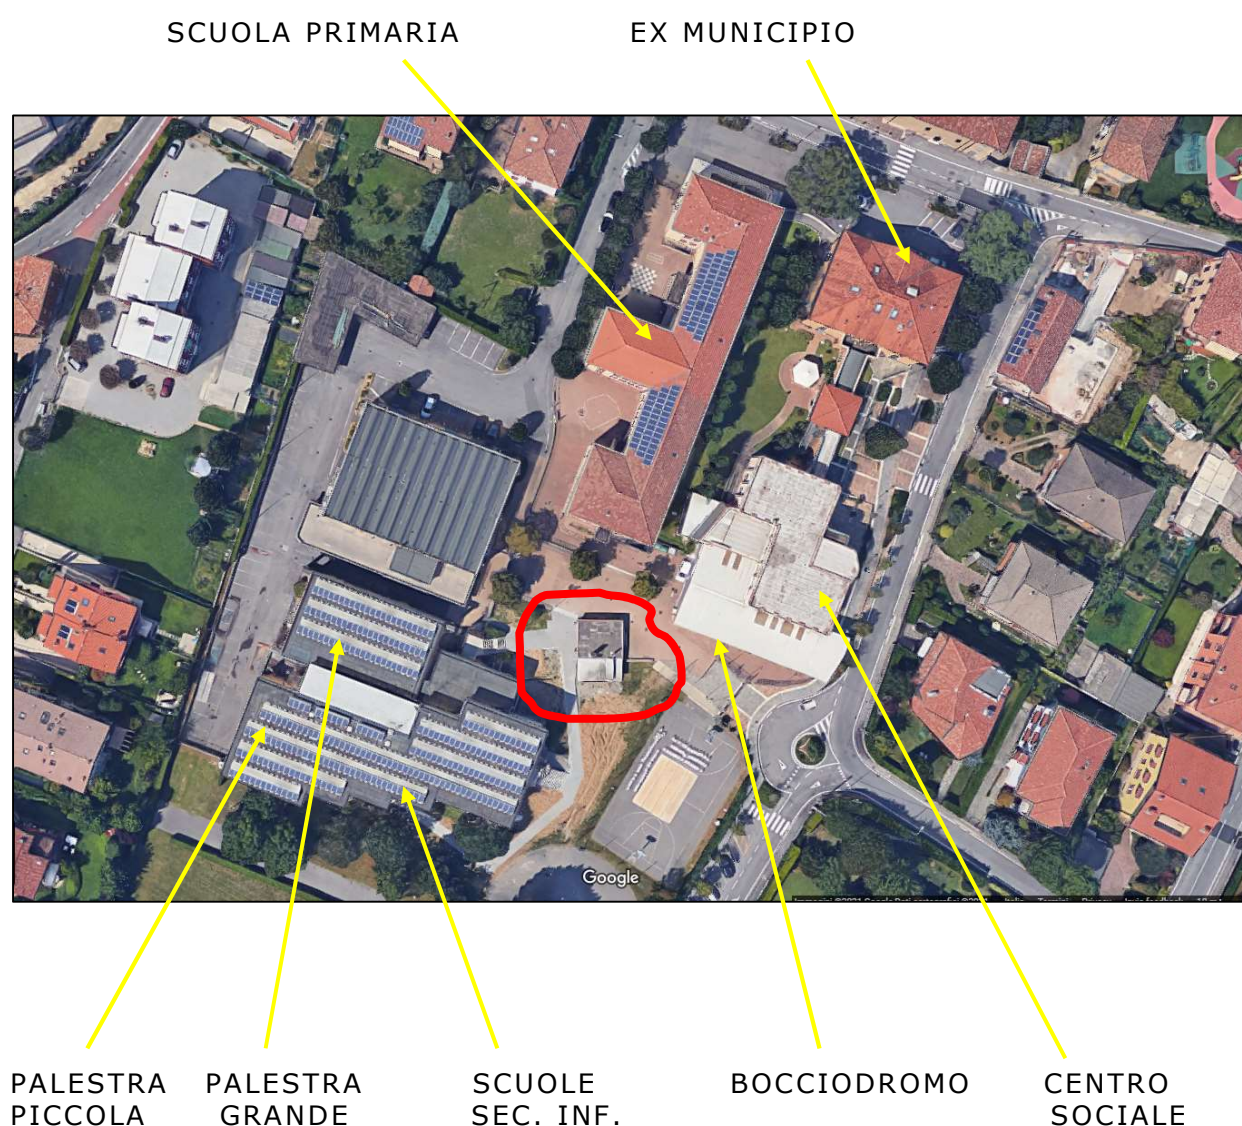 SCUOLA PRIMARIA
EX MUNICIPIO
Google
PALESTRA PICCOLA
PALESTRA GRANDE
SCUOLE SEC. INF.
BOCCIODROMO
CENTRO SOCIALE